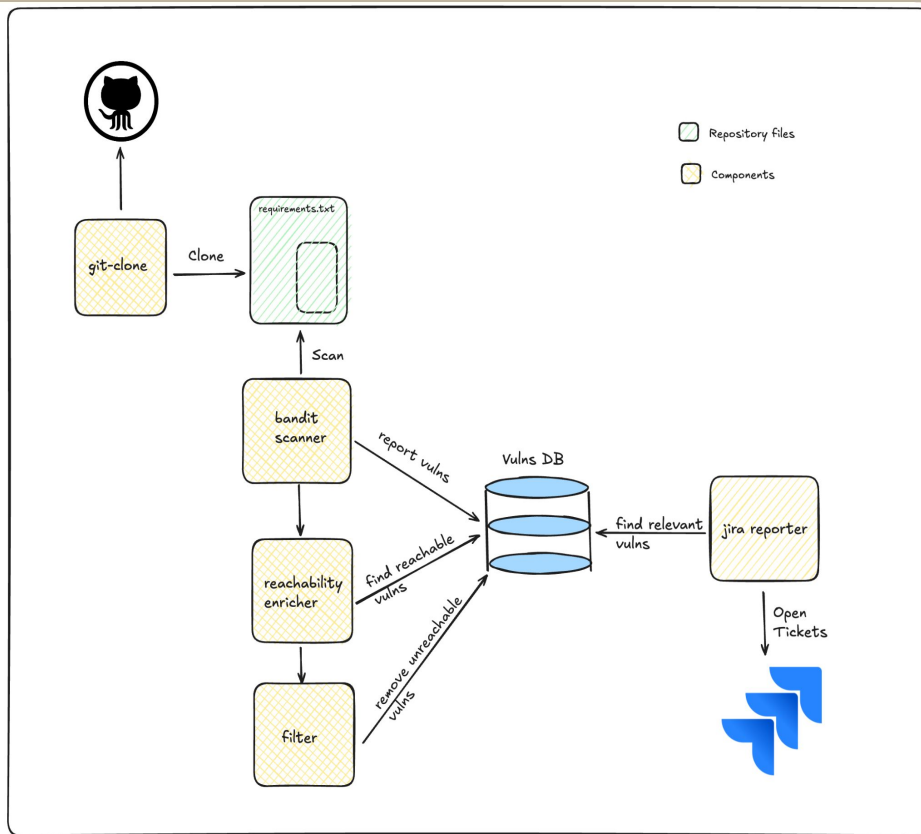 Repository files
Components
requirements.txt
git-clone
Clone
Scan
bandit
scanner
report vulns
Vulns DB
find relevant
vulns
jira reporter
find reachable
vulns
reachability
enricher
remove unreachable
vulns
Open
Tickets
filter